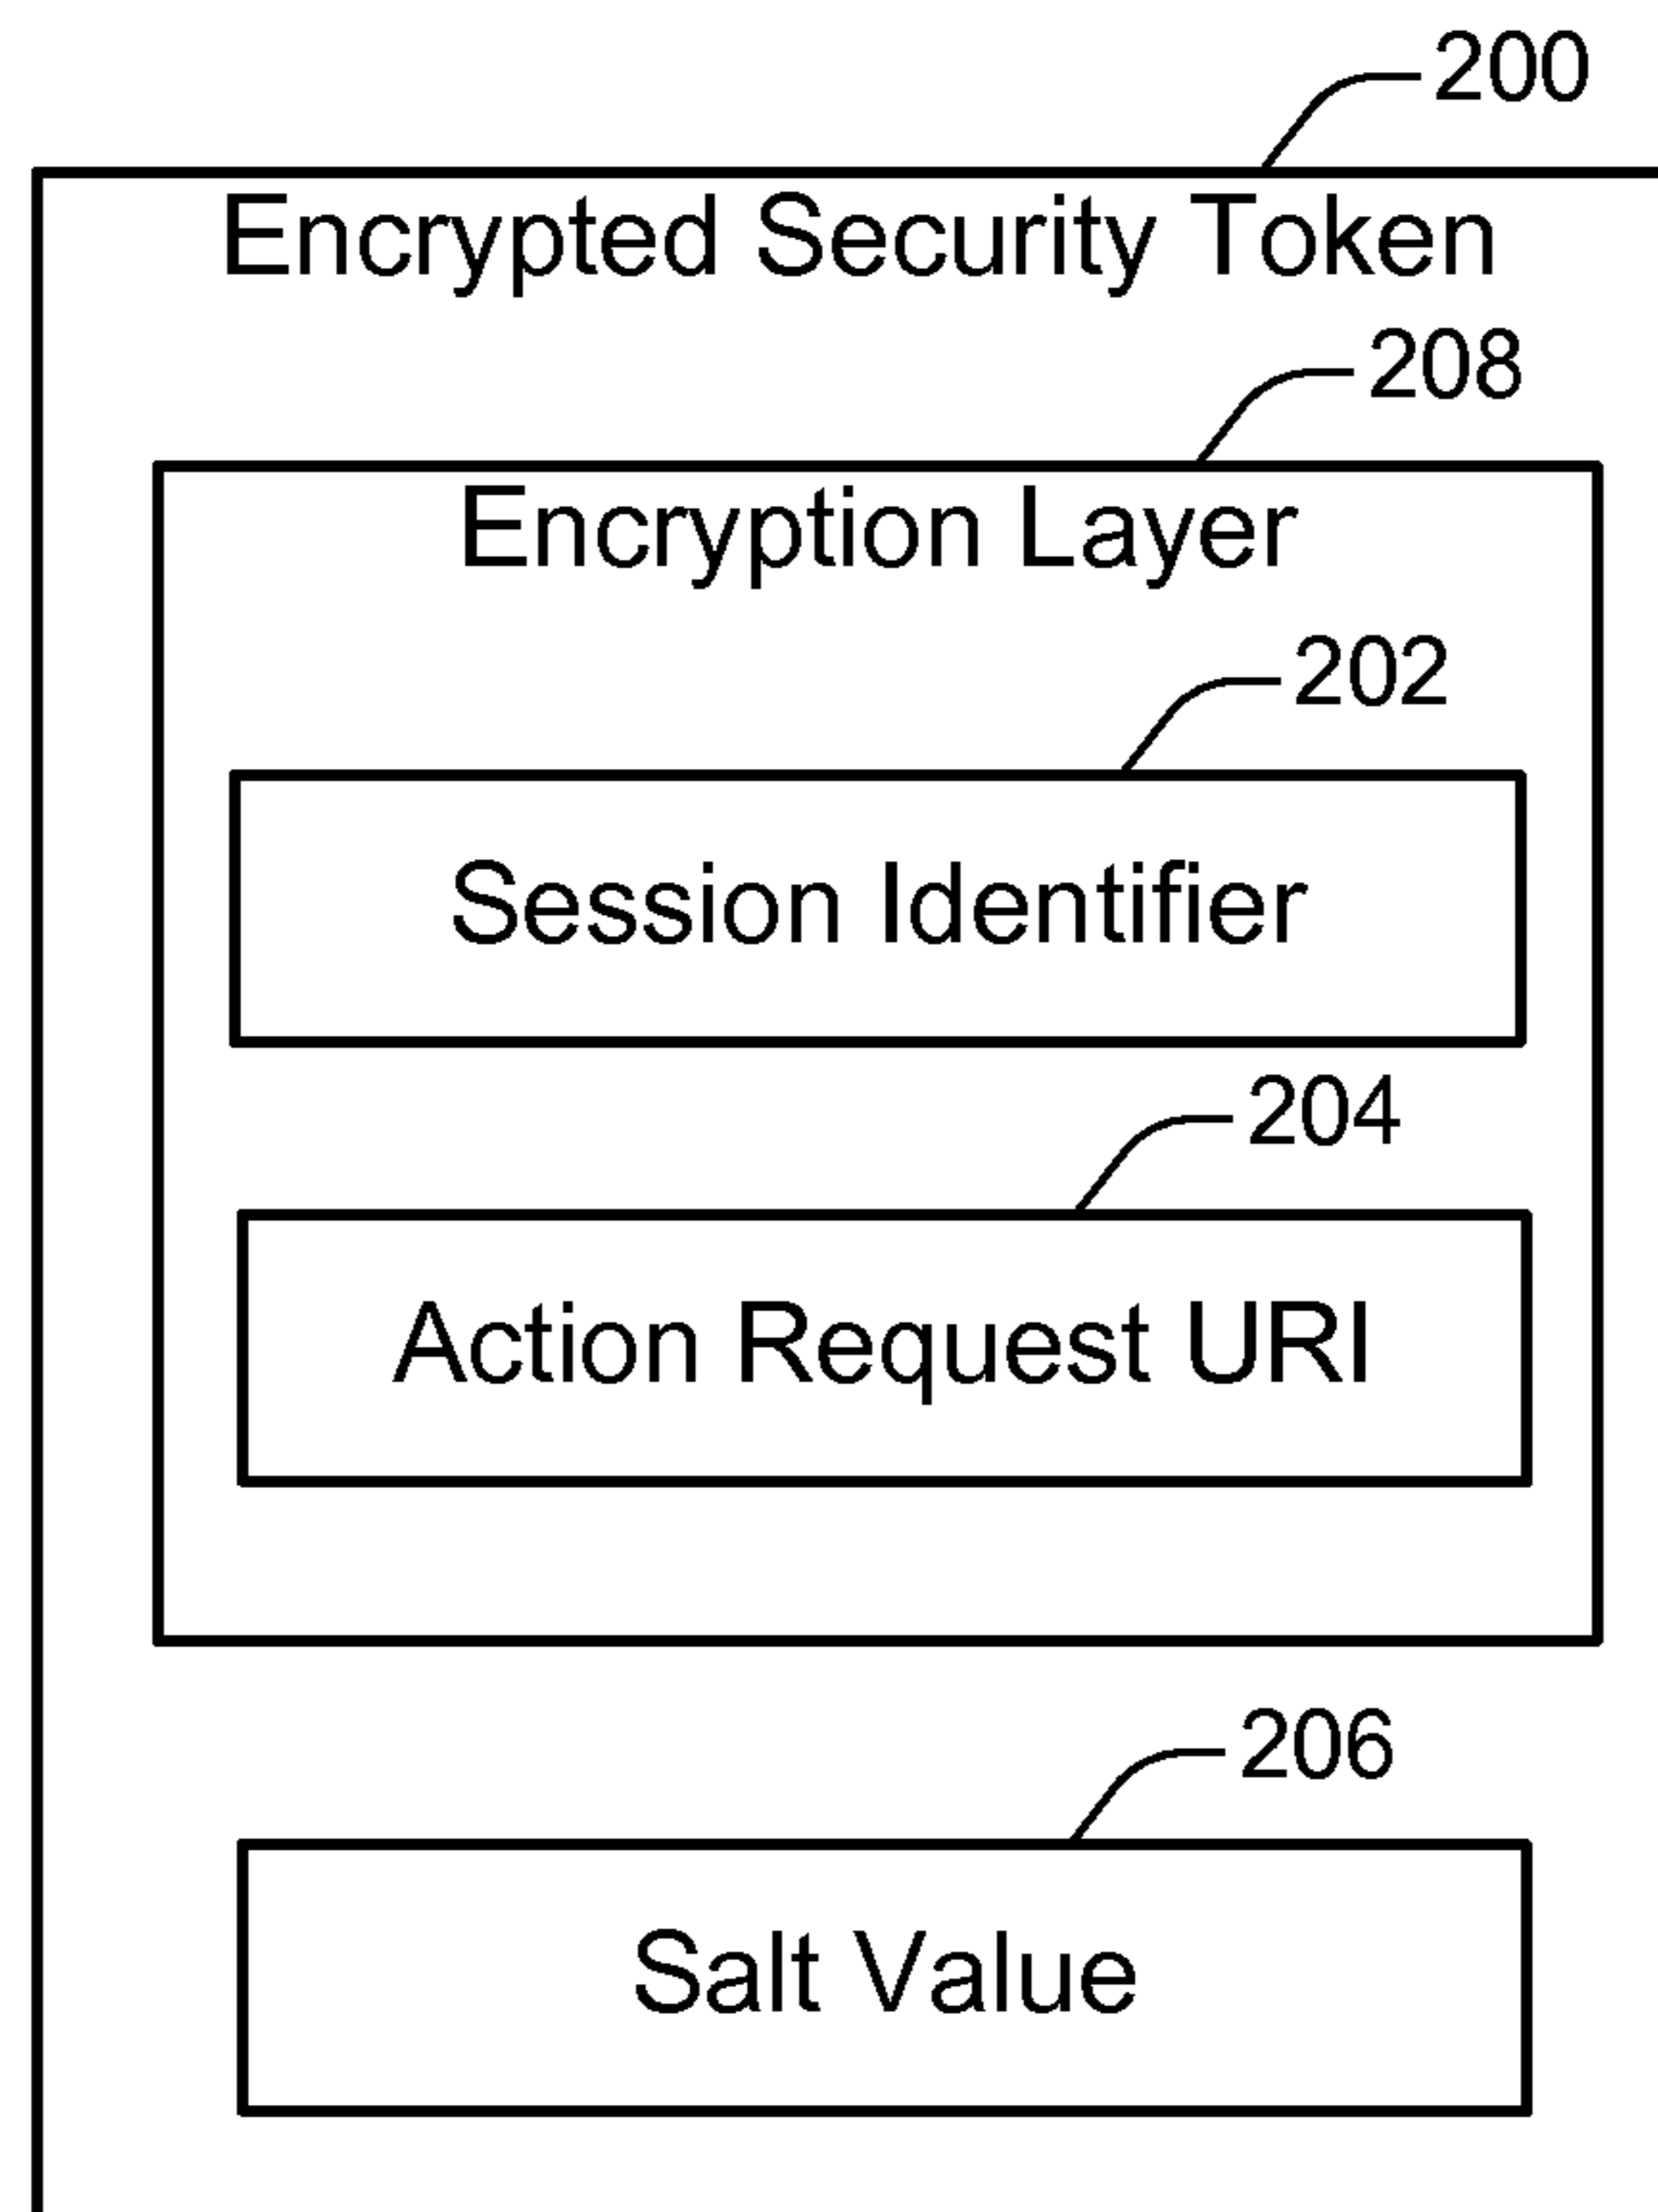 200
Encrypted Security Token
208
Encryption Layer
202
Session Identifier
204
Action Request URI
206
Salt Value